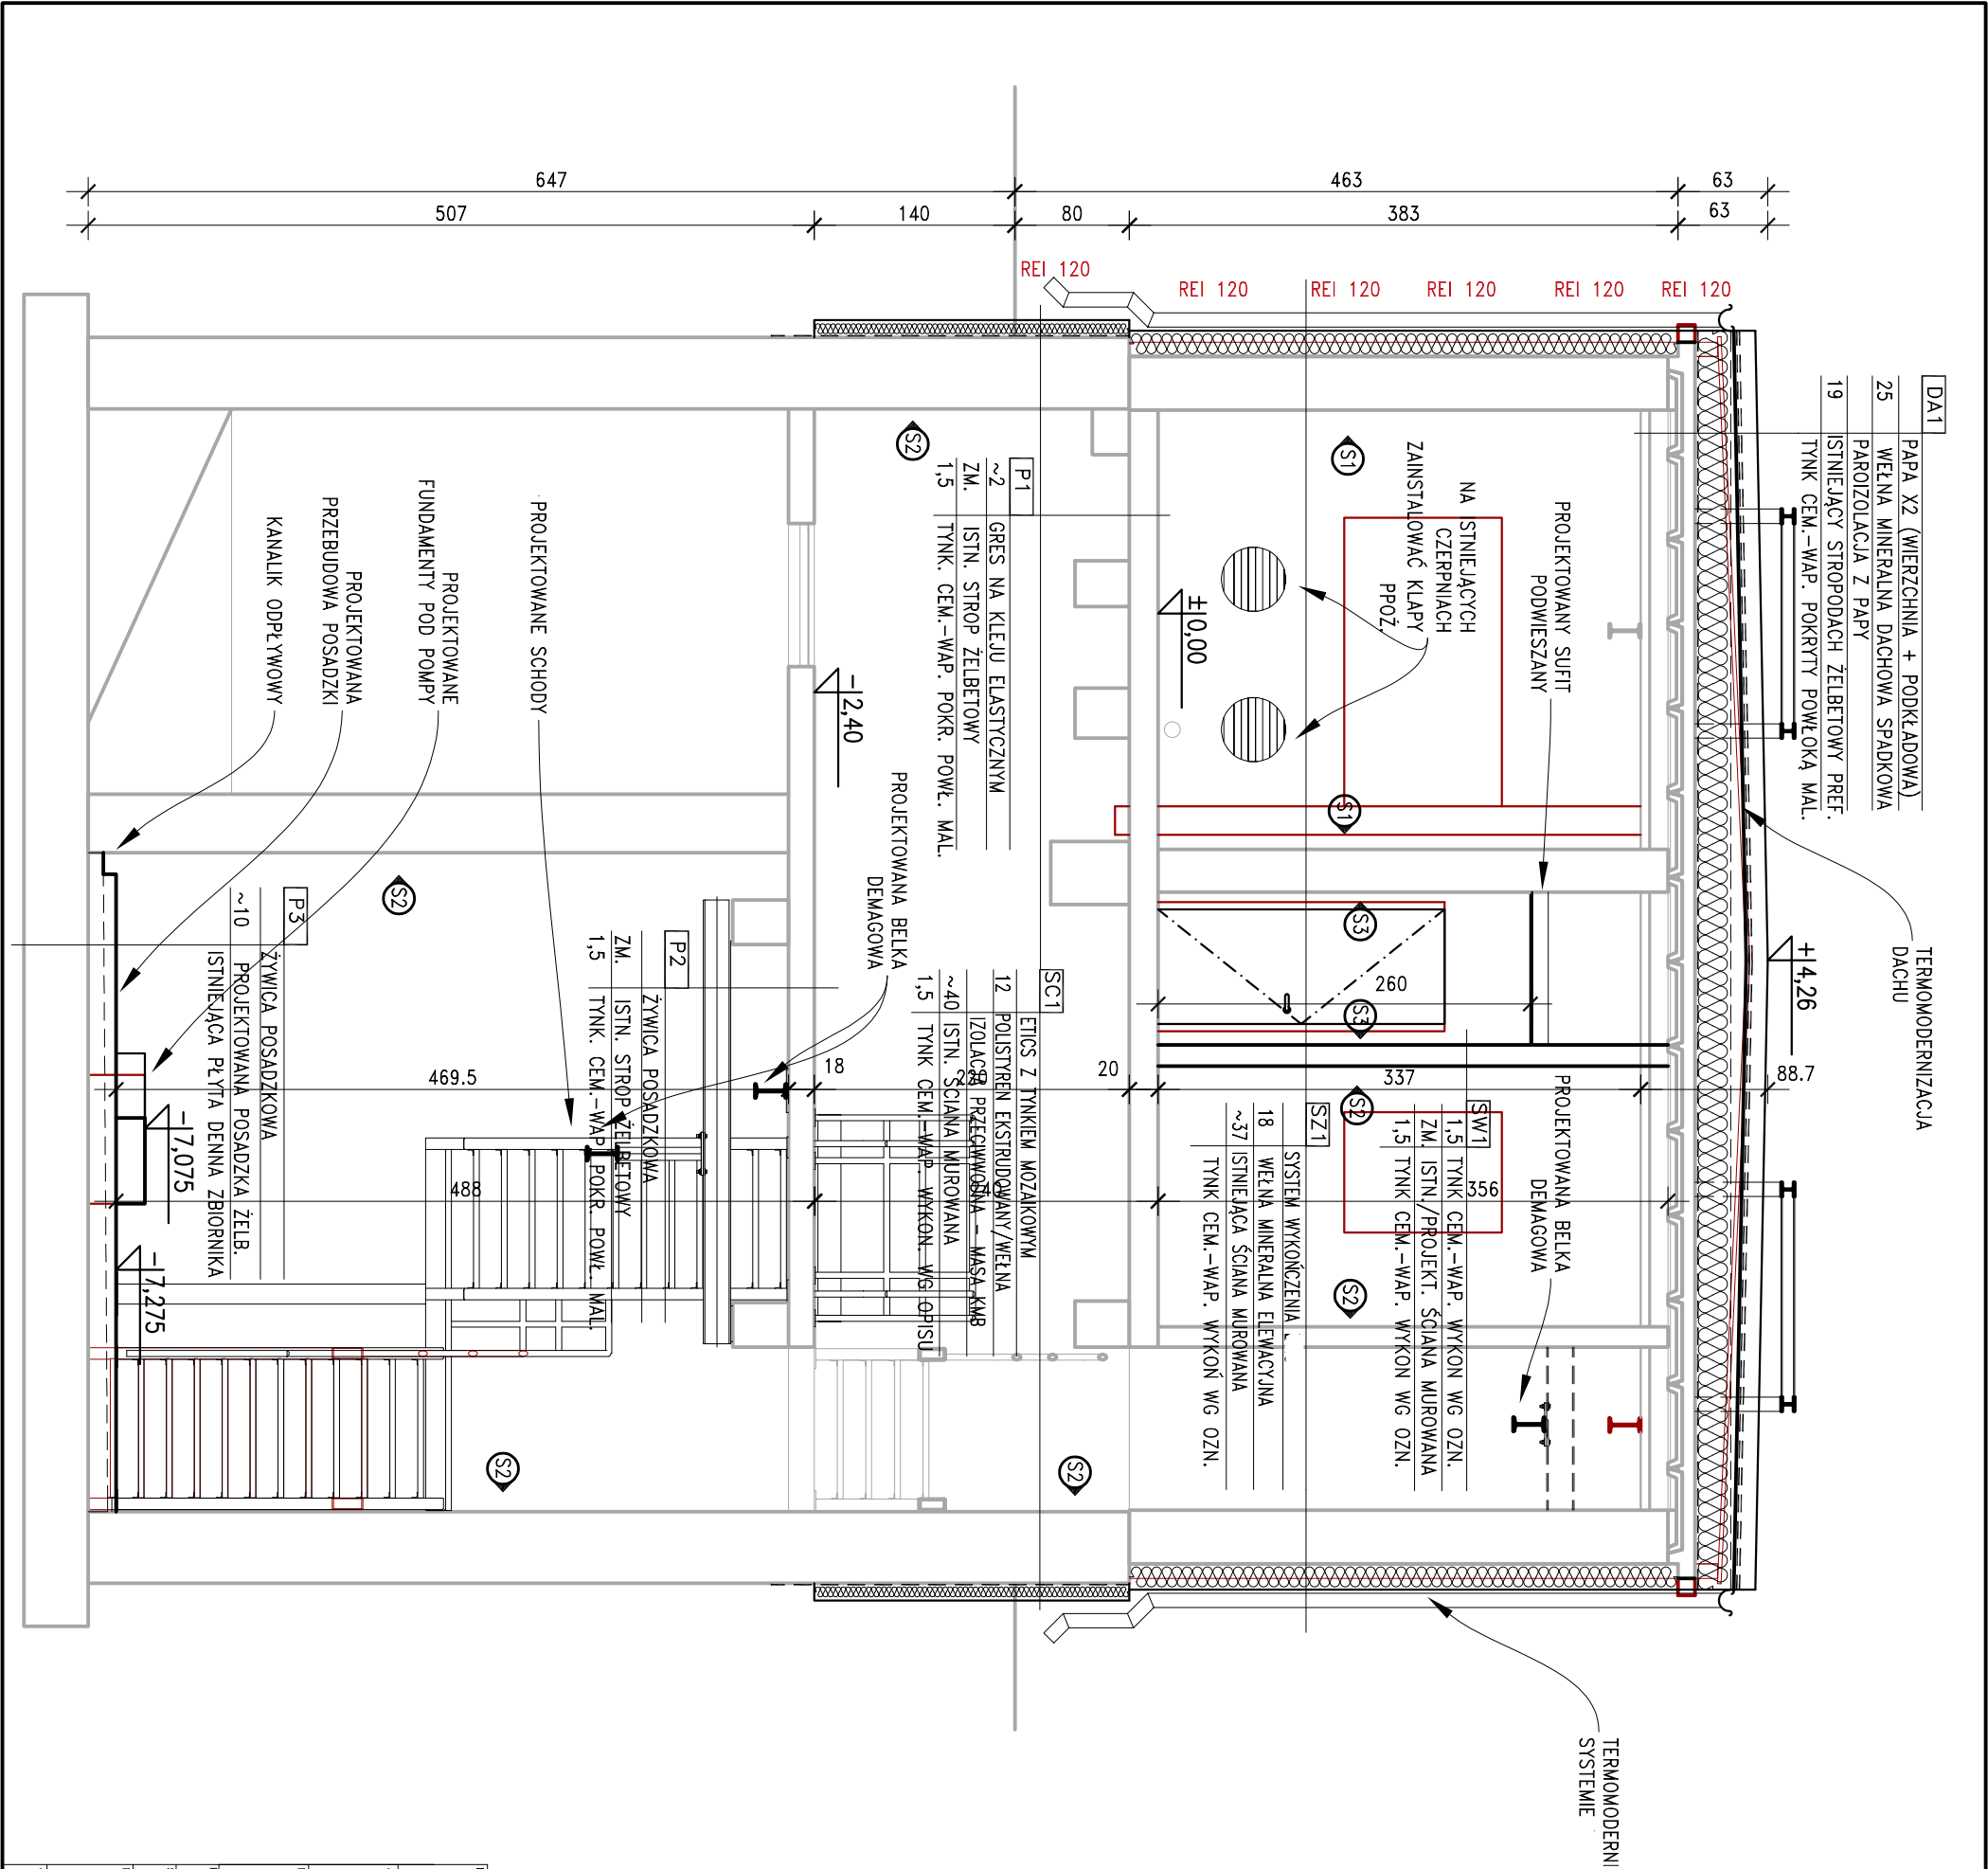 647
463
63
507
140
80
383
63
REI 120
REI 120
REI 120
REI 120
REI 120
REI 120
DA1
PAPA X2 (WIERZCHNIA + PODKŁADOWA)
25 WEŁNA MINERALNA DACHOWA SPADKOWA
PAROIZOLACJA Z PAPY
19 ISTNIEJĄCY STROPODACH ŻELBETOWY PREF.
TYNK CEM.-WAP. POKRYTY POWŁOKĄ MAL.
TERMOMODERNIZACJA
DACHU
+4,26
88.7
PROJEKTOWANY SUFIT
PODWIESZANY
NA ISTNIEJĄCYCH
CZERPNIACH
ZAINSTALOWAĆ KLAPY
PPOŻ.
S1
S1
±0,00
S3
S3
260
337
356
20
PROJEKTOWANA BELKA
DEMAGOWA
SW1
1,5 TYNK CEM.-WAP. WYKON WG OZN.
ZM. ISTN./PROJEKT. ŚCIANA MUROWANA
1,5 TYNK CEM.-WAP. WYKON WG OZN.
S2
S2
SZ1
SYSTEM WYKOŃCZENIA
18 WEŁNA MINERALNA ELEWACYJNA
~37 ISTNIEJĄCA ŚCIANA MUROWANA
TYNK CEM.-WAP. WYKOŃ WG OZN.
TERMOMODERNI
SYSTEMIE
SC1
ETICS Z TYNKIEM MOZAIKOWYM
12 POLISTYREN EKSTRUDOWANY/WEŁNA
IZOLACJA PRZECIWWODNA - MASA KMB
~40 ISTN. ŚCIANA MUROWANA
1,5 TYNK CEM.-WAP. WYKON. WG OPISU
P1
~2 GRES NA KLEJU ELASTYCZNYM
ZM. ISTN. STROP ŻELBETOWY
1,5 TYNK. CEM.-WAP. POKR. POWŁ. MAL.
S2
S2
-2,40
18
PROJEKTOWANA BELKA
DEMAGOWA
P2
ŻYWICA POSADZKOWA
ZM. ISTN. STROP ŻELBETOWY
1,5 TYNK. CEM.-WAP. POKR. POWŁ. MAL.
PROJEKTOWANE SCHODY
PROJEKTOWANE
FUNDAMENTY POD POMPY
PROJEKTOWANA
PRZEBUDOWA POSADZKI
KANALIK ODPŁYWOWY
S2
S2
469.5
488
P3
ŻYWICA POSADZKOWA
~10 PROJEKTOWANA POSADZKA ŻELB.
ISTNIEJĄCA PŁYTA DENNA ZBIORNIKA
-7,075
-7,275